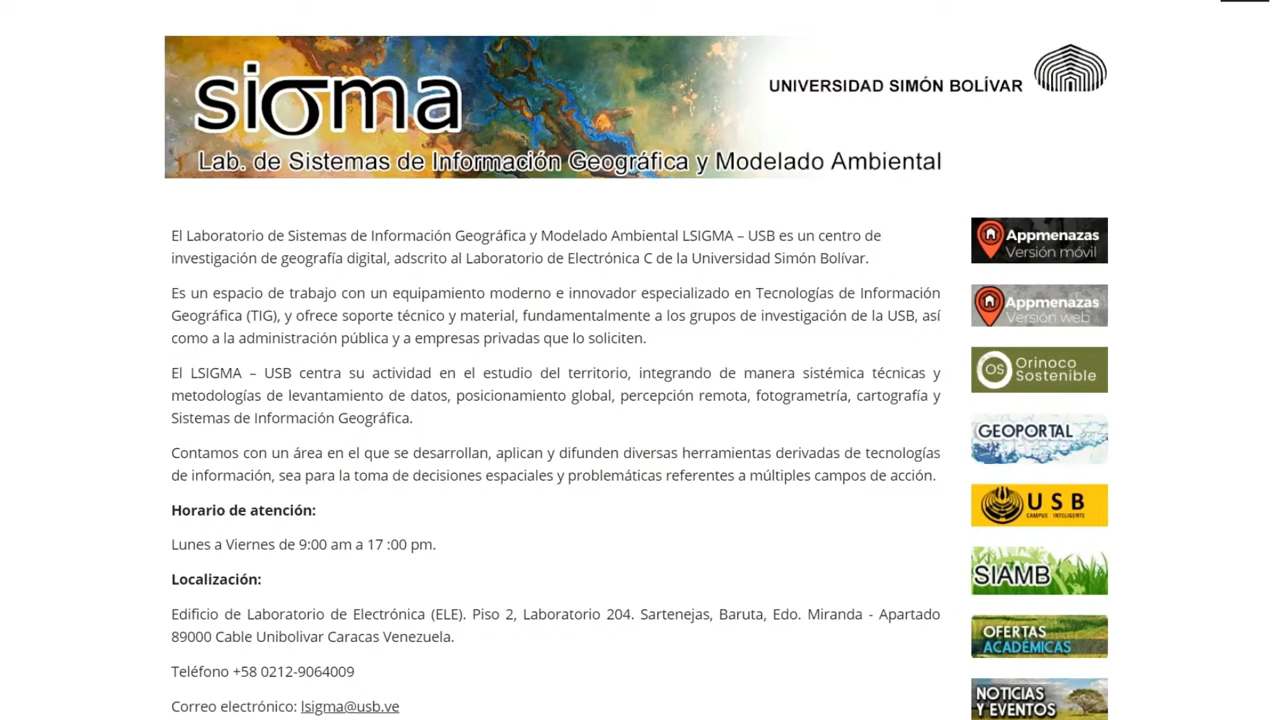 siσma
UNIVERSIDAD SIMÓN BOLÍVAR
Lab. de Sistemas de Información Geográfica y Modelado Ambiental
El Laboratorio de Sistemas de Información Geográfica y Modelado Ambiental LSIGMA – USB es un centro de
investigación de geografía digital, adscrito al Laboratorio de Electrónica C de la Universidad Simón Bolívar.
Es un espacio de trabajo con un equipamiento moderno e innovador especializado en Tecnologías de Información
Geográfica (TIG), y ofrece soporte técnico y material, fundamentalmente a los grupos de investigación de la USB, así
como a la administración pública y a empresas privadas que lo soliciten.
El LSIGMA – USB centra su actividad en el estudio del territorio, integrando de manera sistémica técnicas y
metodologías de levantamiento de datos, posicionamiento global, percepción remota, fotogrametría, cartografía y
Sistemas de Información Geográfica.
Contamos con un área en el que se desarrollan, aplican y difunden diversas herramientas derivadas de tecnologías
de información, sea para la toma de decisiones espaciales y problemáticas referentes a múltiples campos de acción.
Horario de atención:
Lunes a Viernes de 9:00 am a 17 :00 pm.
Localización:
Edificio de Laboratorio de Electrónica (ELE). Piso 2, Laboratorio 204. Sartenejas, Baruta, Edo. Miranda - Apartado
89000 Cable Unibolivar Caracas Venezuela.
Teléfono +58 0212-9064009
Correo electrónico: lsigma@usb.ve
Appmenazas
Versión móvil
Appmenazas
Versión web
OS
Orinoco
Sostenible
GEOPORTAL
USB
CAMPUS INTELIGENTE
SIAMB
OFERTAS
ACADÉMICAS
NOTICIAS
Y EVENTOS